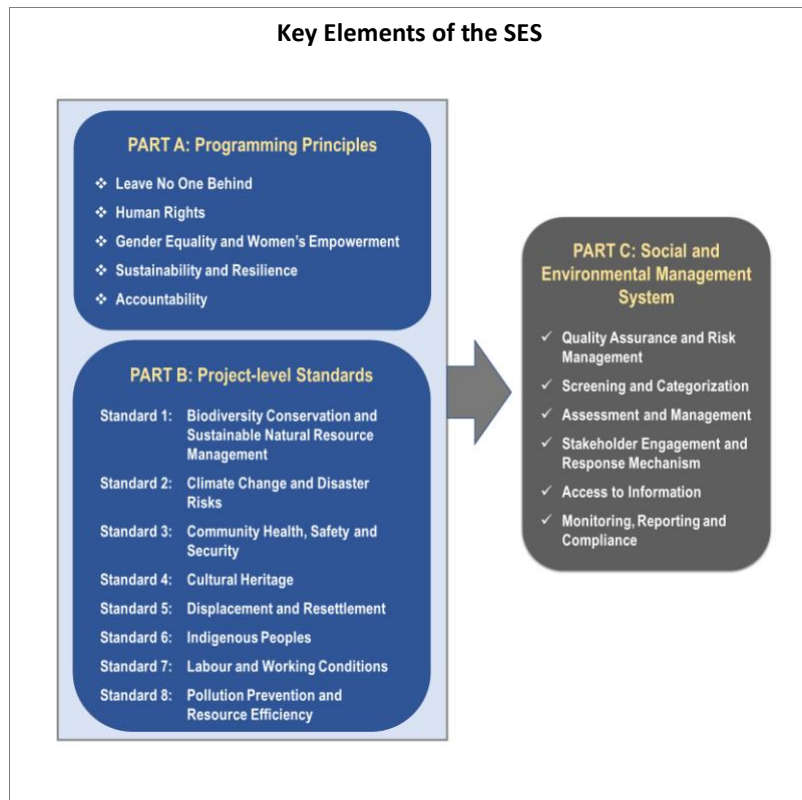 Key Elements of the SES
PART A: Programming Principles
❖ Leave No One Behind
❖ Human Rights
❖ Gender Equality and Women's Empowerment
❖ Sustainability and Resilience
❖ Accountability
PART B: Project-level Standards
Standard 1: Biodiversity Conservation and
Sustainable Natural Resource
Management
Standard 2: Climate Change and Disaster
Risks
Standard 3: Community Health, Safety and
Security
Standard 4: Cultural Heritage
Standard 5: Displacement and Resettlement
Standard 6: Indigenous Peoples
Standard 7: Labour and Working Conditions
Standard 8: Pollution Prevention and
Resource Efficiency
PART C: Social and
Environmental Management
System
✓ Quality Assurance and Risk
Management
✓ Screening and Categorization
✓ Assessment and Management
✓ Stakeholder Engagement and
Response Mechanism
✓ Access to Information
✓ Monitoring, Reporting and
Compliance